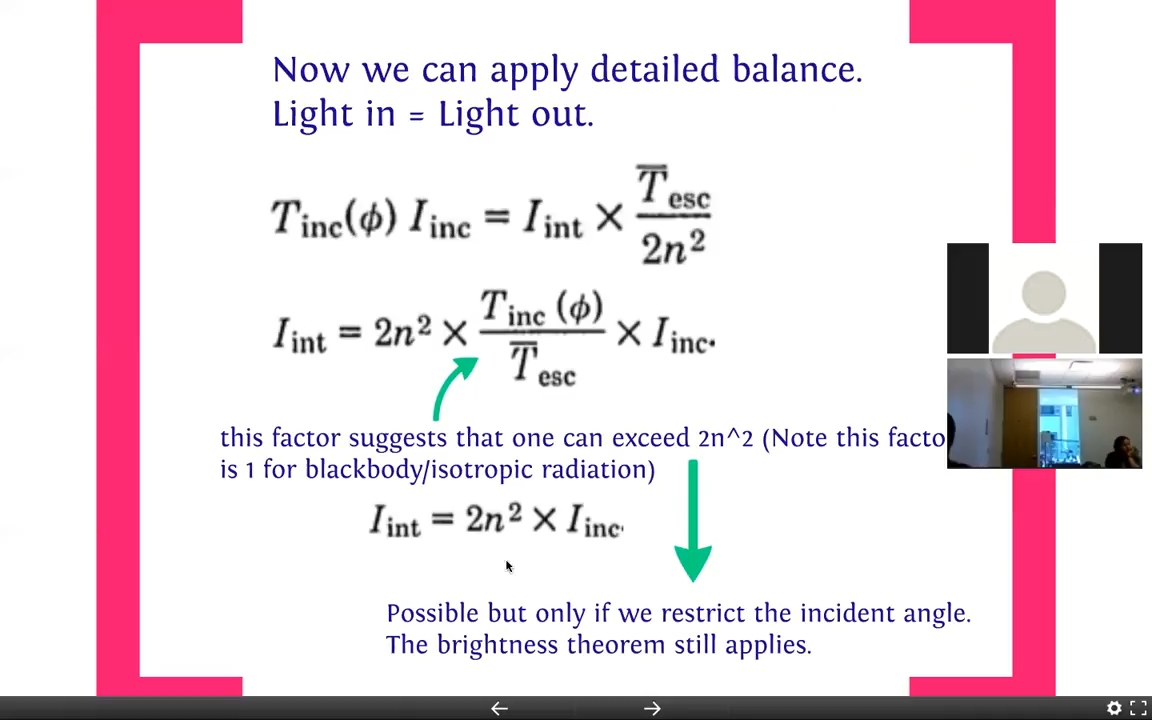 Now we can apply detailed balance.
Light in = Light out.
T_inc(ϕ) I_inc = I_int × T̅_esc / 2n²
I_int = 2n² × T_inc (ϕ) / T̅_esc × I_inc.
this factor suggests that one can exceed 2n^2 (Note this facto
is 1 for blackbody/isotropic radiation)
I_int = 2n² × I_inc.
Possible but only if we restrict the incident angle.
The brightness theorem still applies.